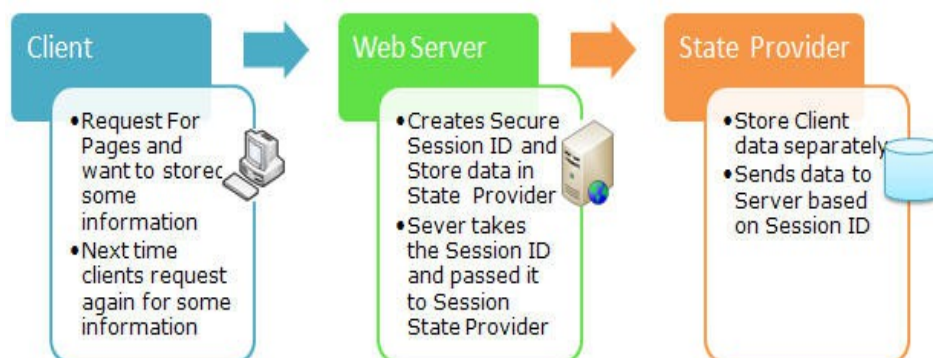 Client
•Request For
Pages and
want to stored
some
information
•Next time
clients request
again for some
information
Web Server
•Creates Secure
Session ID and
Store data in
State Provider
•Sever takes
the Session ID
and passed it
to Session
State Provider
State Provider
•Store Client
data separately
•Sends data to
Server based
on Session ID